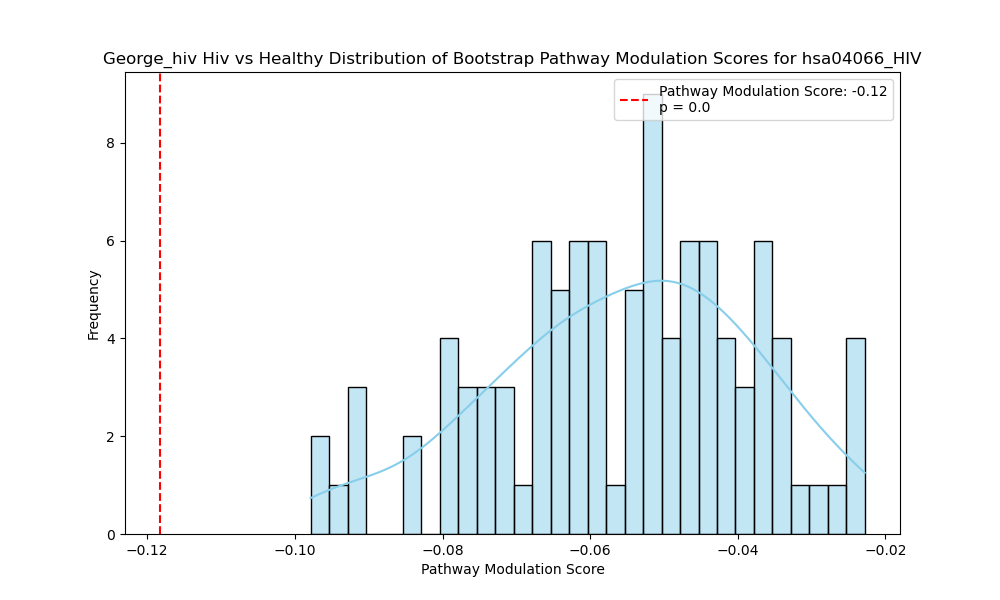 George_hiv Hiv vs Healthy Distribution of Bootstrap Pathway Modulation Scores for hsa04066_HIV
Pathway Modulation Score: -0.12
p = 0.0
Frequency
8
6
4
2
0
−0.12
−0.10
−0.08
−0.06
−0.04
−0.02
Pathway Modulation Score